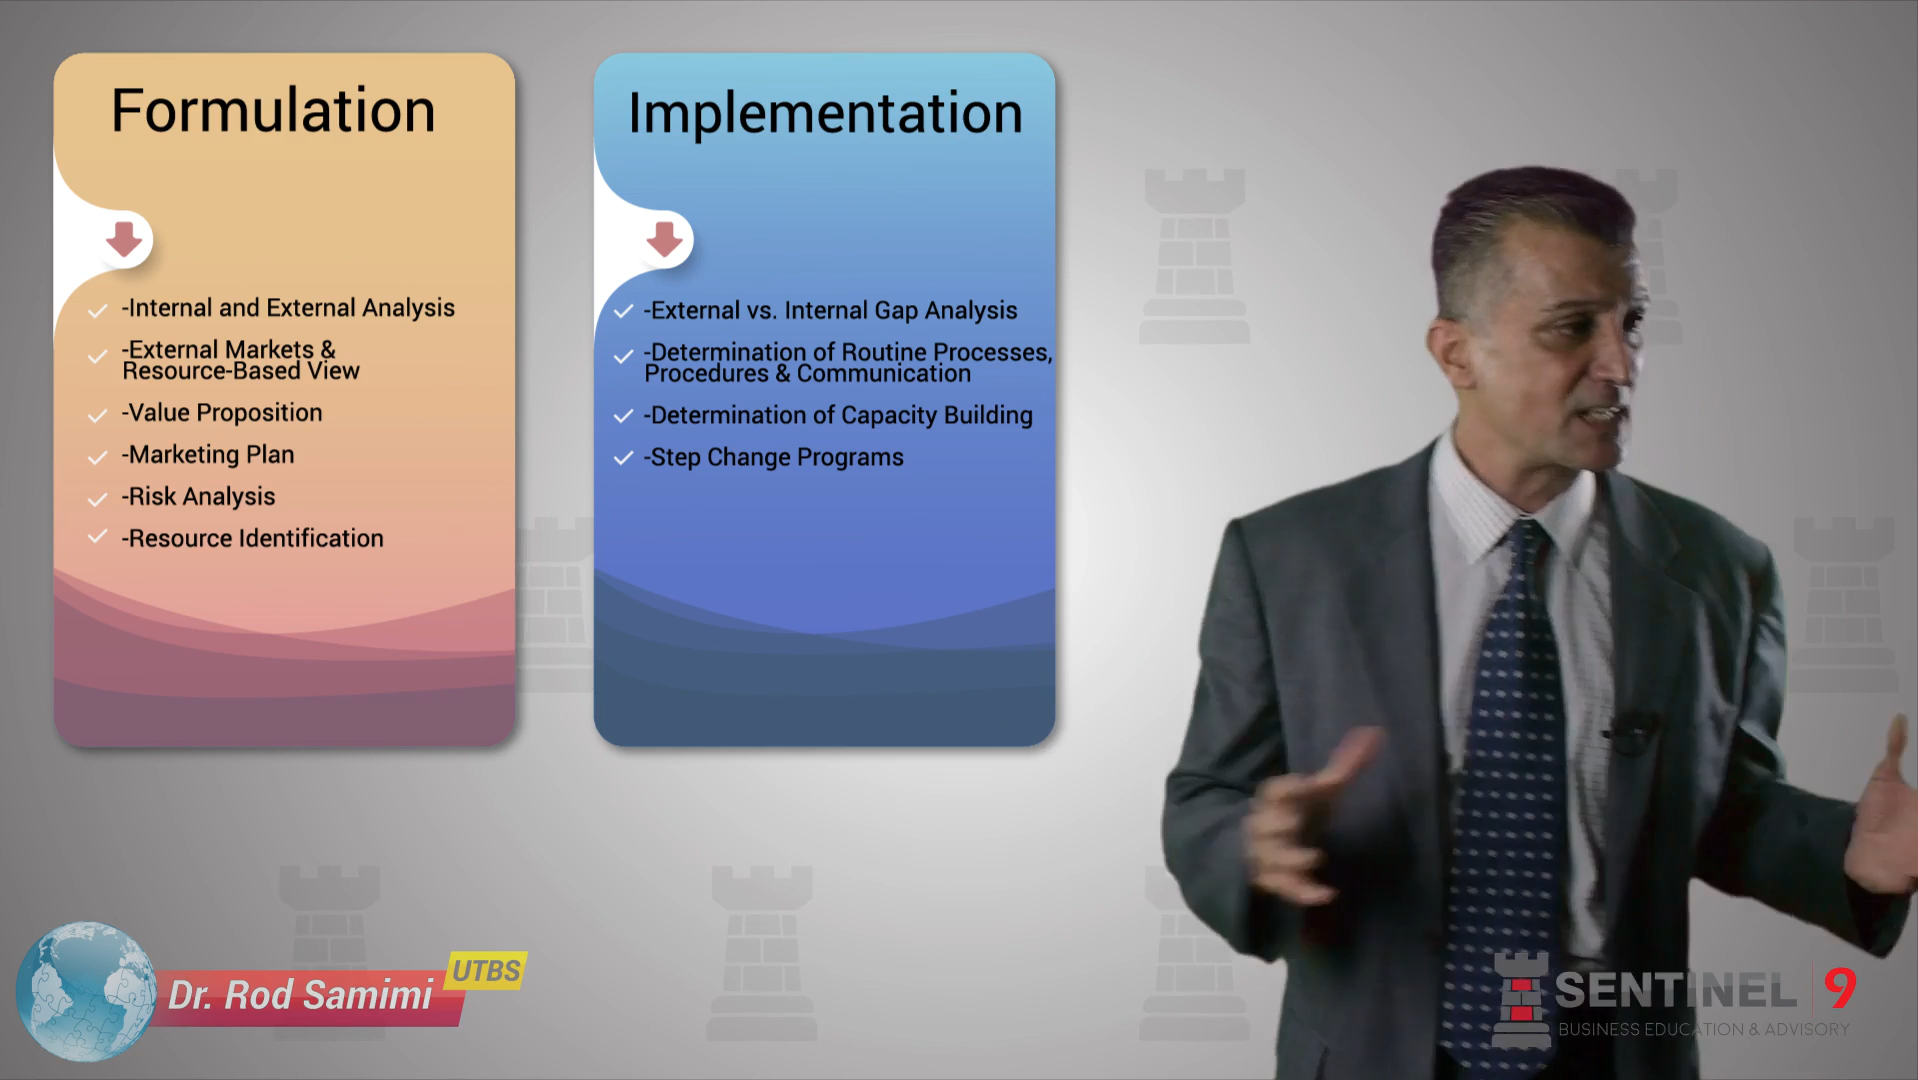 Formulation
-Internal and External Analysis
-External Markets &
Resource-Based View
-Value Proposition
-Marketing Plan
-Risk Analysis
-Resource Identification
Implementation
-External vs. Internal Gap Analysis
-Determination of Routine Processes,
Procedures & Communication
-Determination of Capacity Building
-Step Change Programs
Dr. Rod Samimi
UTBS
SENTINEL 9
BUSINESS EDUCATION & ADVISORY